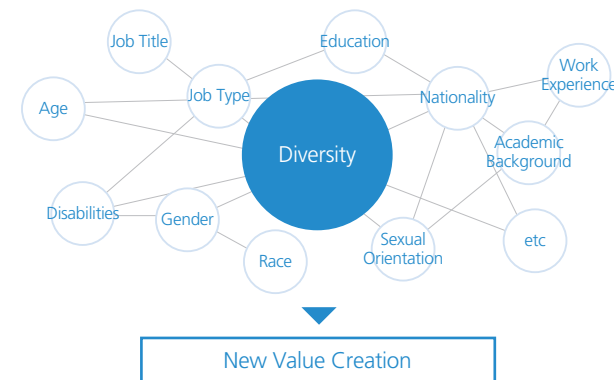 Job Title
Education
Work
Experience
Job Type
Nationality
Age
Academic
Background
Diversity
Disabilities
Gender
Sexual
Orientation
etc
Race
New Value Creation